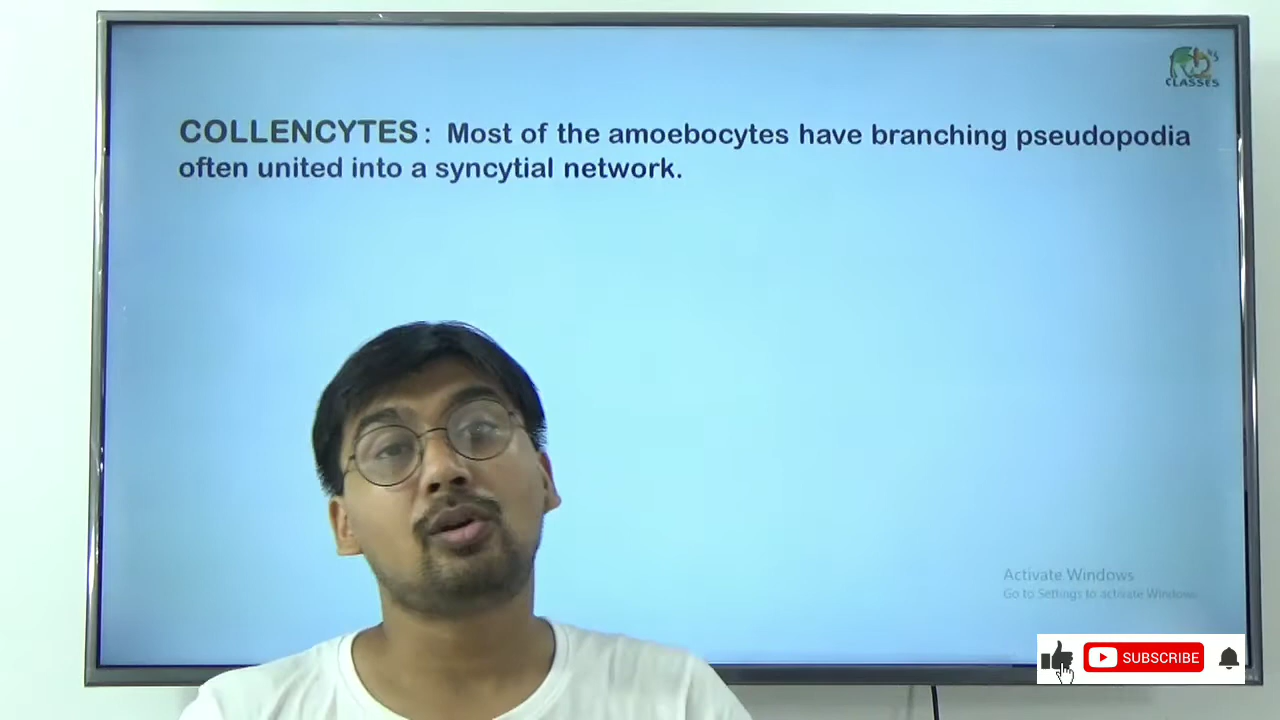 NS
CLASSES
COLLENCYTES : Most of the amoebocytes have branching pseudopodia
often united into a syncytial network.
Activate Windows
Go to Settings to activate Windows.
SUBSCRIBE